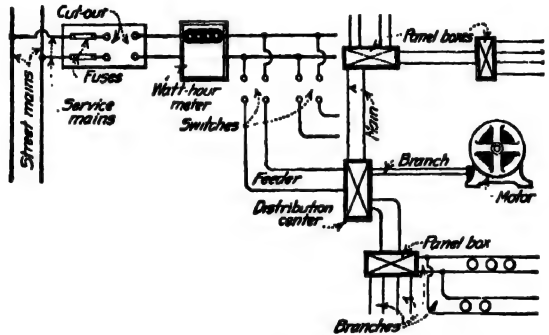 Cut-out
Fuses
Street mains
Service
mains
Watt-hour
meter
Switches
Feeder
Panel boxes
Main
Branch
Motor
Distribution
center
Panel box
Branches